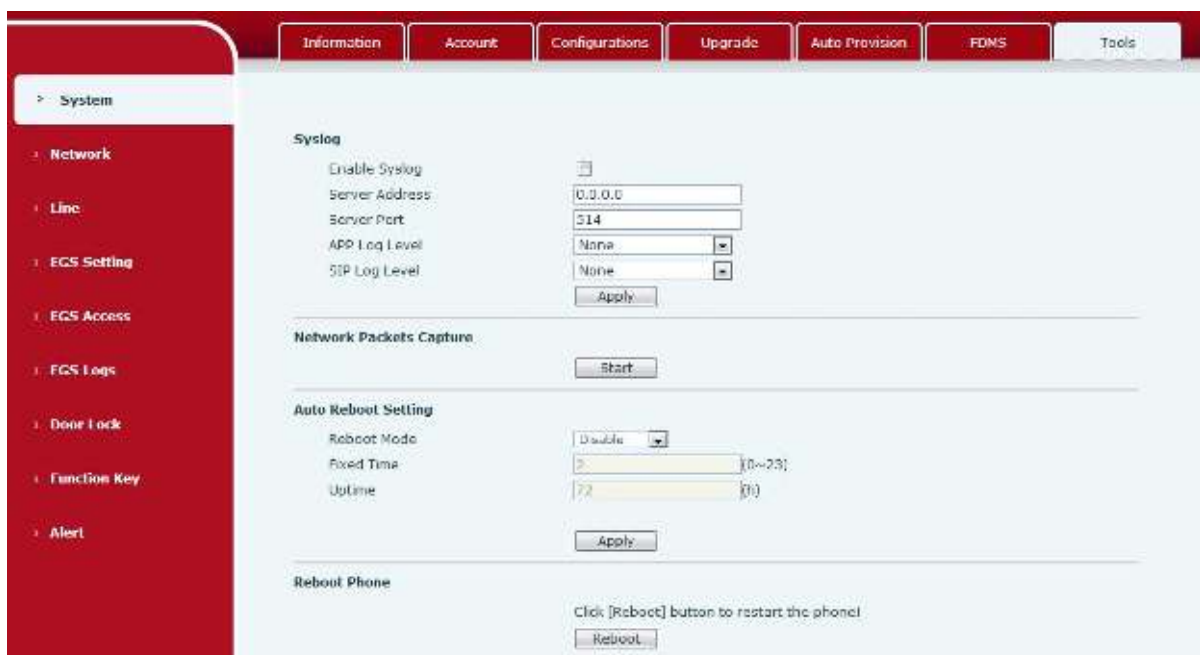 Information Account Configurations Upgrade Auto Provision FDMS Tools
> System
› Network
› Line
› EGS Setting
› EGS Access
› EGS Logs
› Door Lock
› Function Key
› Alert
Syslog
Enable Syslog
Server Address 0.0.0.0
Server Port 514
APP Log Level None
SIP Log Level None
Apply
Network Packets Capture
Start
Auto Reboot Setting
Reboot Mode Disable
Fixed Time 2 (0~23)
Uptime 72 (h)
Apply
Reboot Phone
Click [Reboot] button to restart the phone!
Reboot